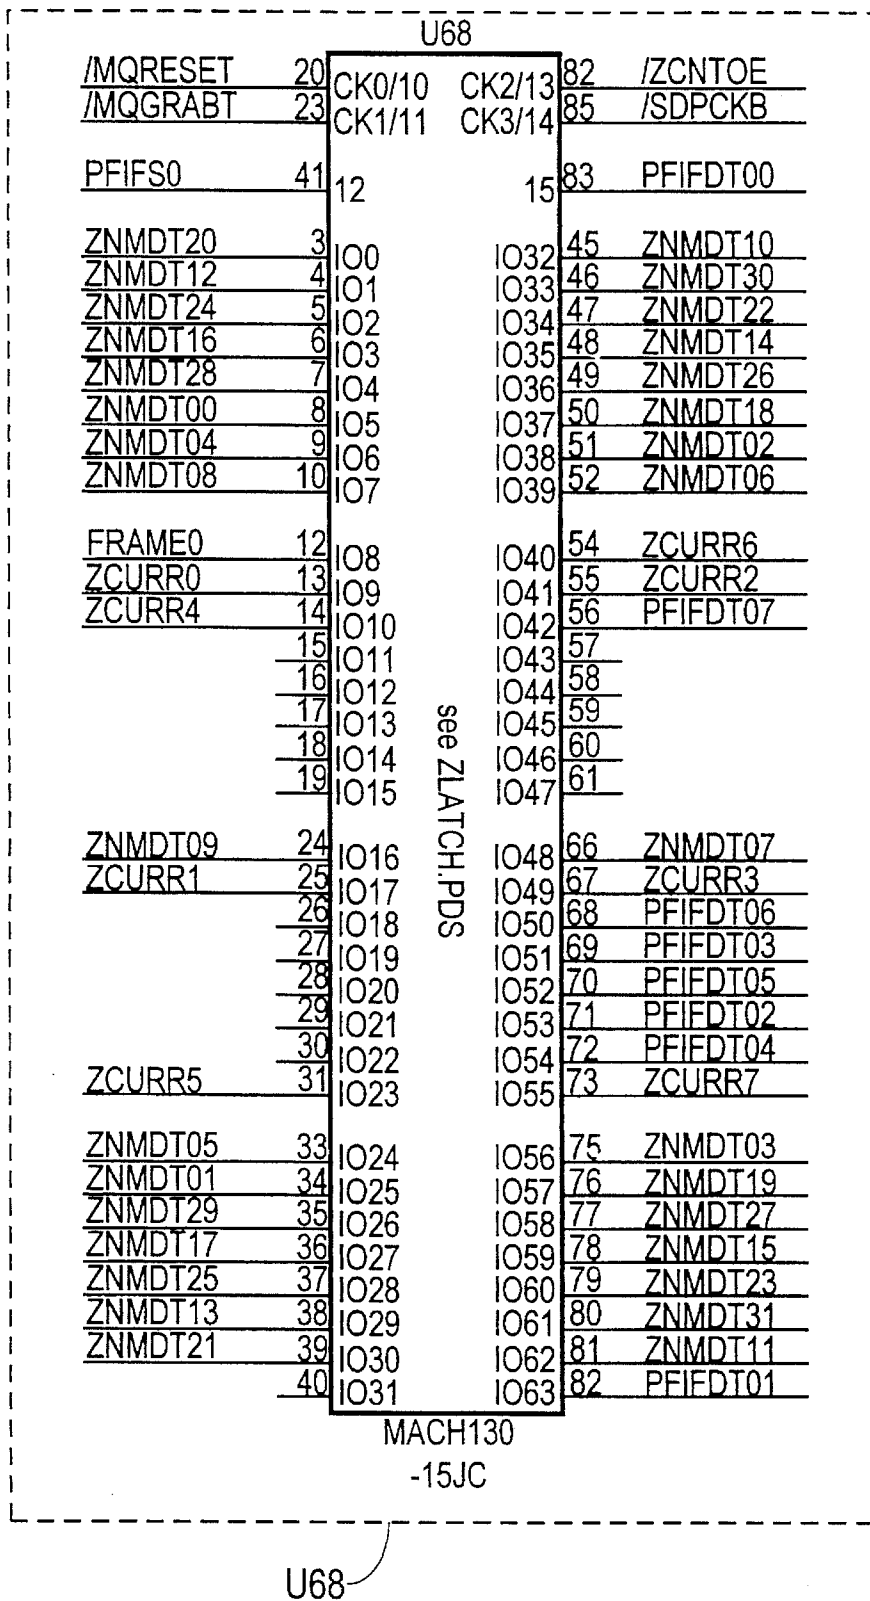 U68
/MQRESET 20 CK0/10 CK2/13 82 /ZCNTOE
/MQGRABT 23 CK1/11 CK3/14 85 /SDPCKB
PFIFS0 41 12 15 83 PFIFDT00
ZNMDT20 3 IO0 IO32 45 ZNMDT10
ZNMDT12 4 IO1 IO33 46 ZNMDT30
ZNMDT24 5 IO2 IO34 47 ZNMDT22
ZNMDT16 6 IO3 IO35 48 ZNMDT14
ZNMDT28 7 IO4 IO36 49 ZNMDT26
ZNMDT00 8 IO5 IO37 50 ZNMDT18
ZNMDT04 9 IO6 IO38 51 ZNMDT02
ZNMDT08 10 IO7 IO39 52 ZNMDT06
FRAME0 12 IO8 IO40 54 ZCURR6
ZCURR0 13 IO9 IO41 55 ZCURR2
ZCURR4 14 IO10 IO42 56 PFIFDT07
15 IO11 IO43 57
16 IO12 IO44 58
17 IO13 IO45 59
18 IO14 IO46 60
19 IO15 IO47 61
see ZLATCH.PDS
ZNMDT09 24 IO16 IO48 66 ZNMDT07
ZCURR1 25 IO17 IO49 67 ZCURR3
26 IO18 IO50 68 PFIFDT06
27 IO19 IO51 69 PFIFDT03
28 IO20 IO52 70 PFIFDT05
29 IO21 IO53 71 PFIFDT02
30 IO22 IO54 72 PFIFDT04
ZCURR5 31 IO23 IO55 73 ZCURR7
ZNMDT05 33 IO24 IO56 75 ZNMDT03
ZNMDT01 34 IO25 IO57 76 ZNMDT19
ZNMDT29 35 IO26 IO58 77 ZNMDT27
ZNMDT17 36 IO27 IO59 78 ZNMDT15
ZNMDT25 37 IO28 IO60 79 ZNMDT23
ZNMDT13 38 IO29 IO61 80 ZNMDT31
ZNMDT21 39 IO30 IO62 81 ZNMDT11
40 IO31 IO63 82 PFIFDT01
MACH130
-15JC
U68